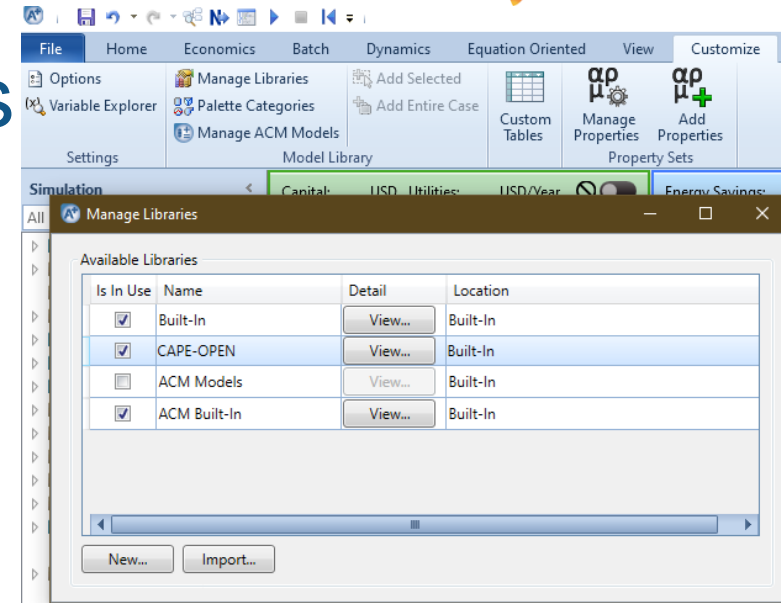 File Home Economics Batch Dynamics Equation Oriented View Customize
Options Manage Libraries Add Selected
Variable Explorer Palette Categories Add Entire Case
Manage ACM Models
Custom Tables
Manage Properties
Add Properties
Settings Model Library Property Sets
Simulation < Capital: USD Utilities: USD/Year Energy Savings:
All
Manage Libraries
Available Libraries
Is In Use Name Detail Location
Built-In View... Built-In
CAPE-OPEN View... Built-In
ACM Models View... Built-In
ACM Built-In View... Built-In
New... Import...